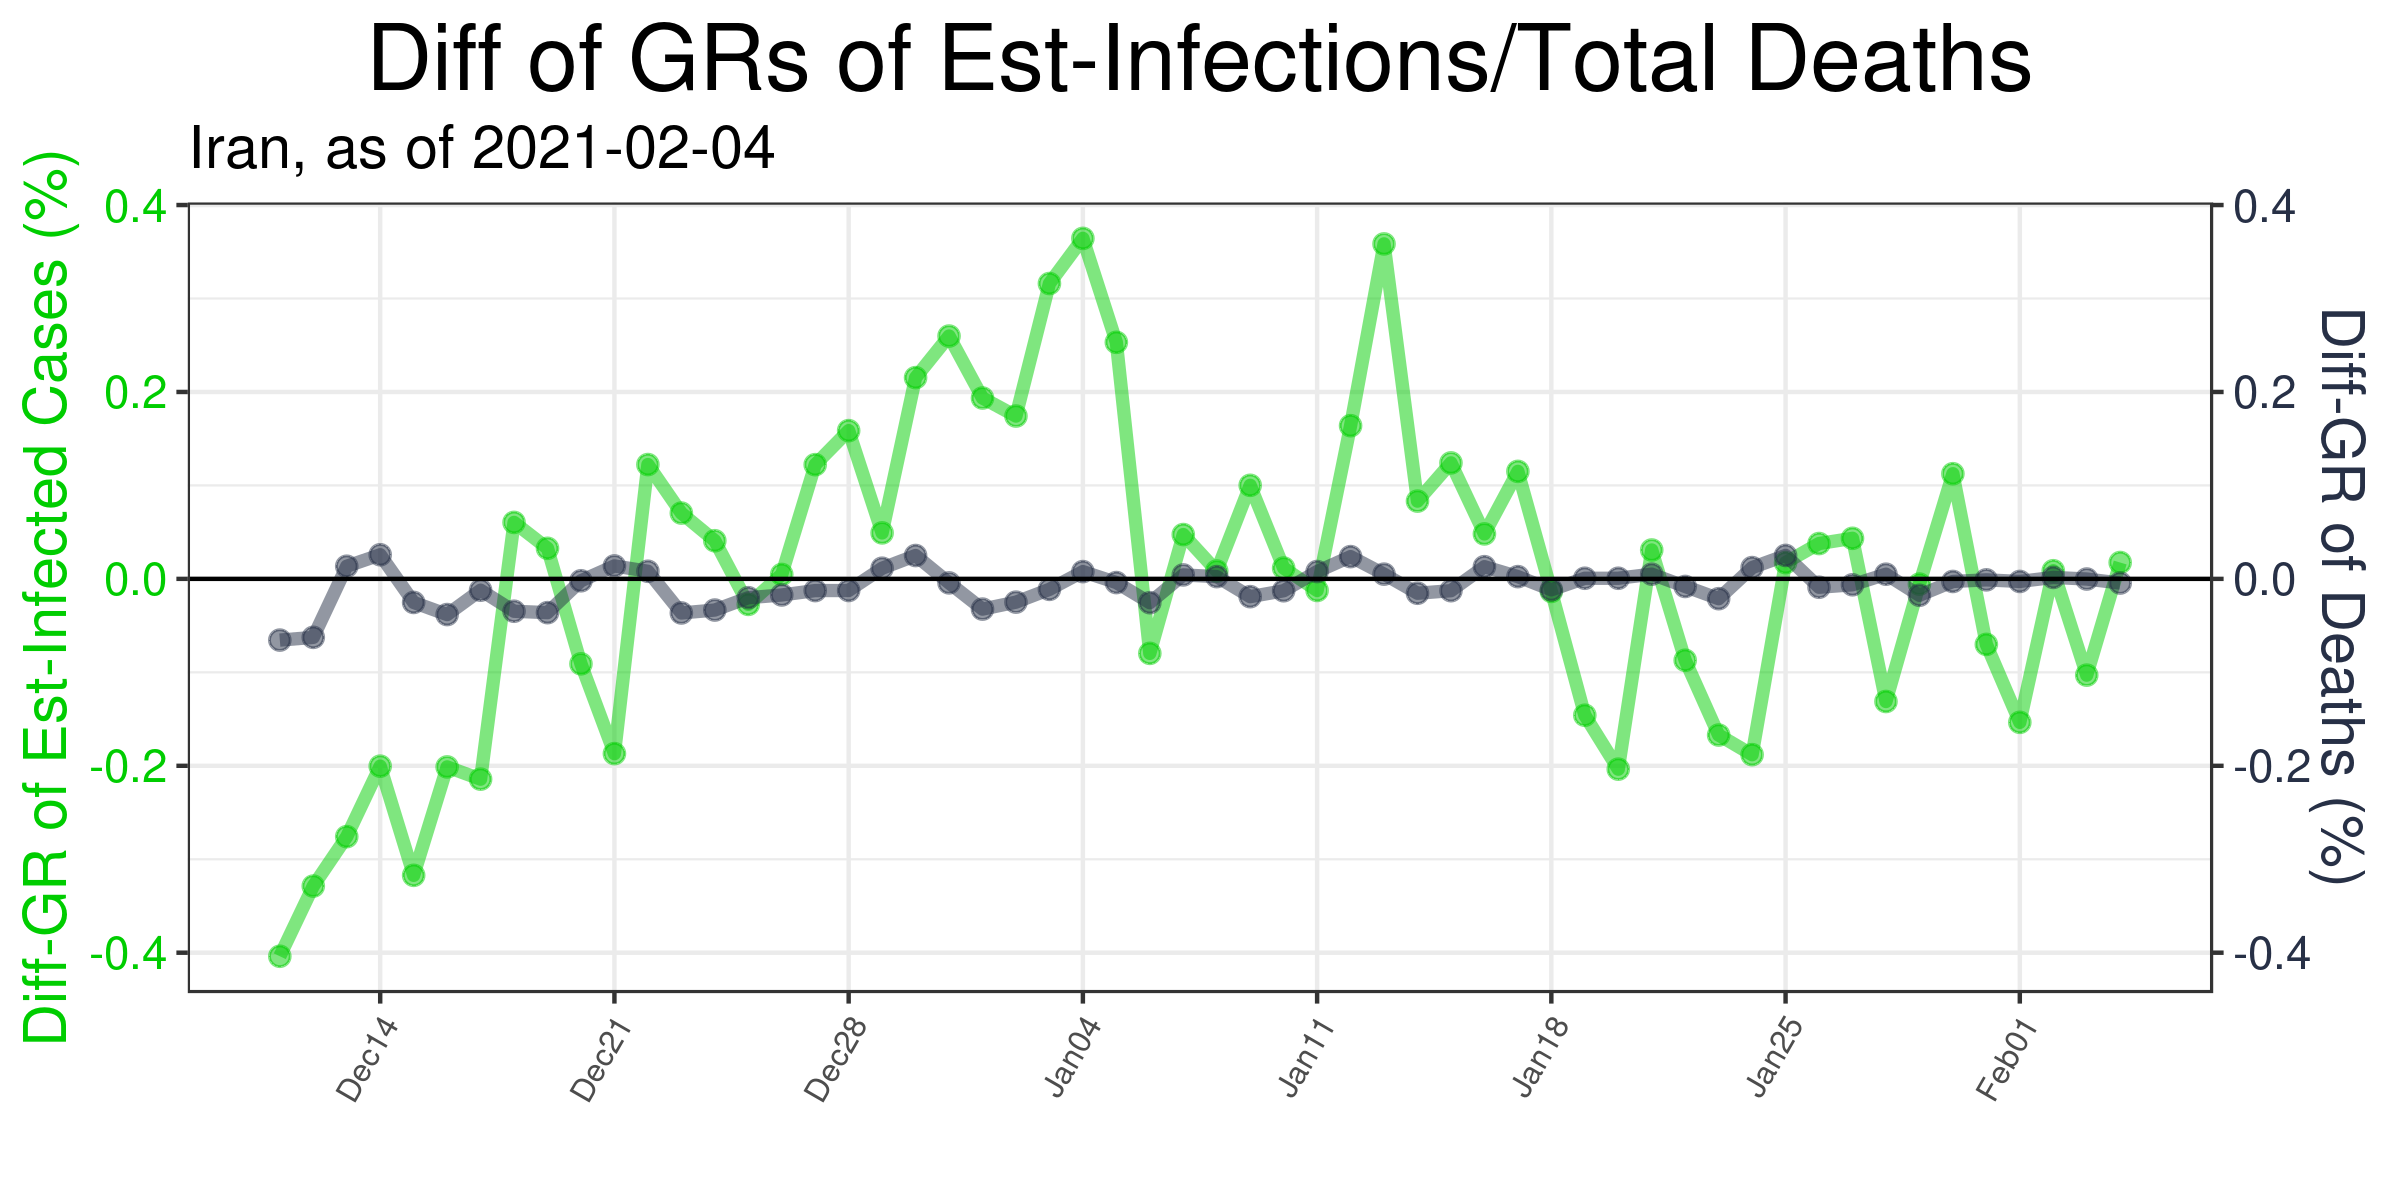 Diff of GRs of Est-Infections/Total Deaths
Iran, as of 2021-02-04
Diff-GR of Est-Infected Cases (%)
0.4
0.2
0.0
-0.2
-0.4
0.4
0.2
0.0
-0.2
-0.4
Diff-GR of Deaths (%)
Dec14
Dec21
Dec28
Jan04
Jan11
Jan18
Jan25
Feb01